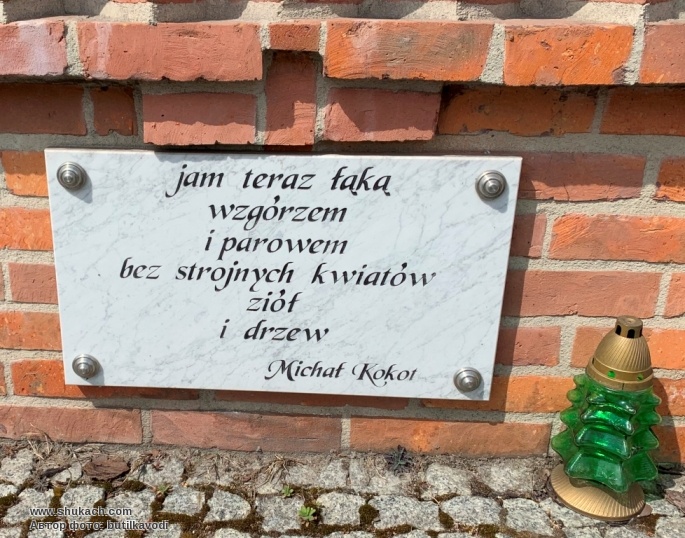 jam teraz łąką
wzgórzem
i parowem
bez strojnych kwiatów
ziół
i drzew
Michał Kokot
www.shukach.com
Автор фото: butilkavodi